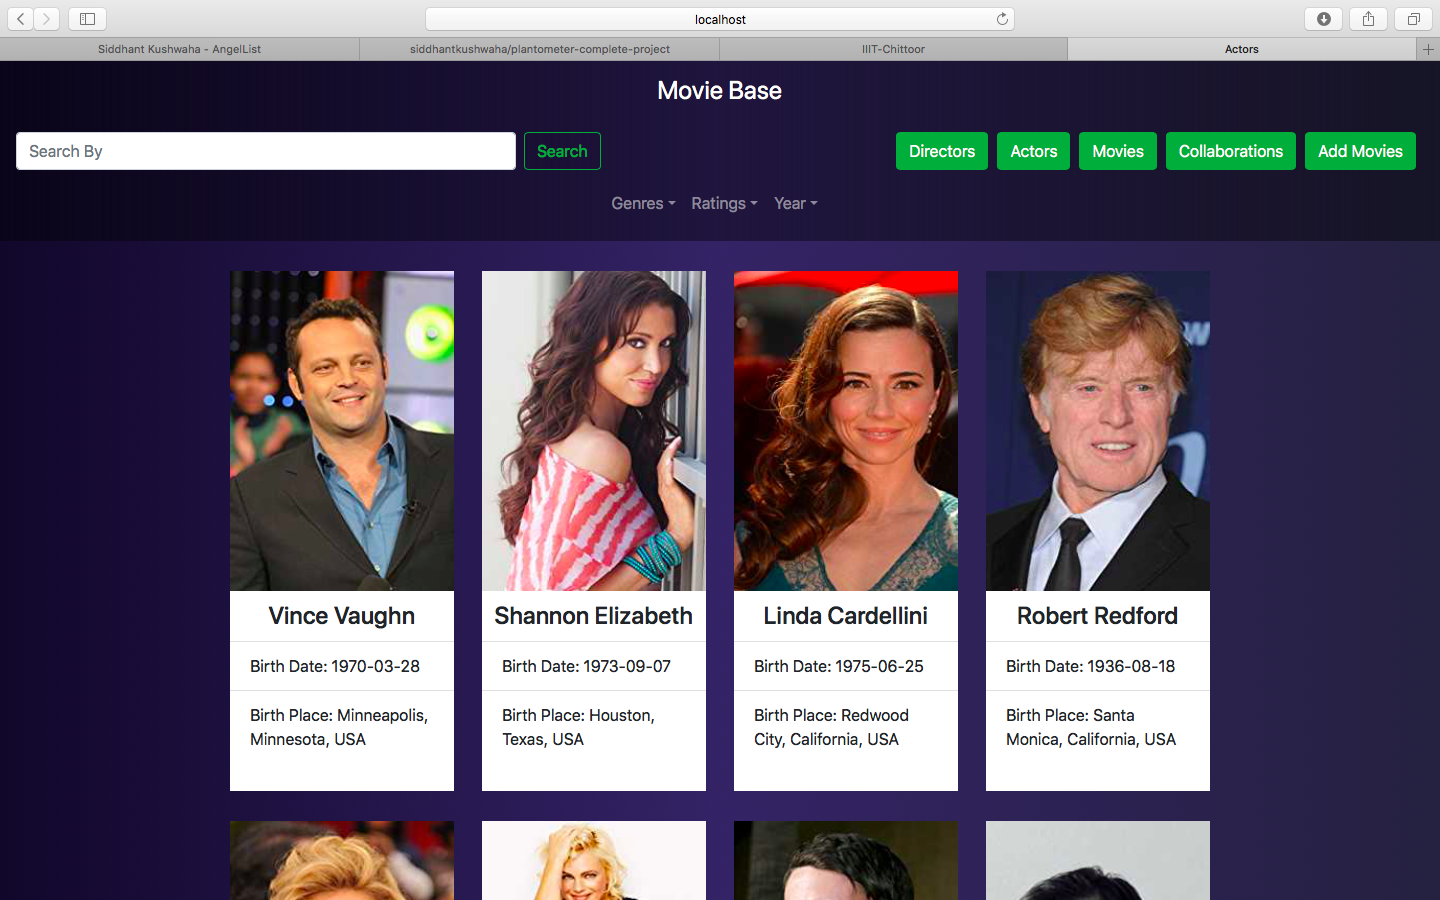 localhost
Siddhant Kushwaha - AngelList
siddhantkushwaha/plantometer-complete-project
IIIT-Chittoor
Actors
Movie Base
Search By
Search
Directors
Actors
Movies
Collaborations
Add Movies
Genres
Ratings
Year
Vince Vaughn
Birth Date: 1970-03-28
Birth Place: Minneapolis,
Minnesota, USA
Shannon Elizabeth
Birth Date: 1973-09-07
Birth Place: Houston,
Texas, USA
Linda Cardellini
Birth Date: 1975-06-25
Birth Place: Redwood
City, California, USA
Robert Redford
Birth Date: 1936-08-18
Birth Place: Santa
Monica, California, USA